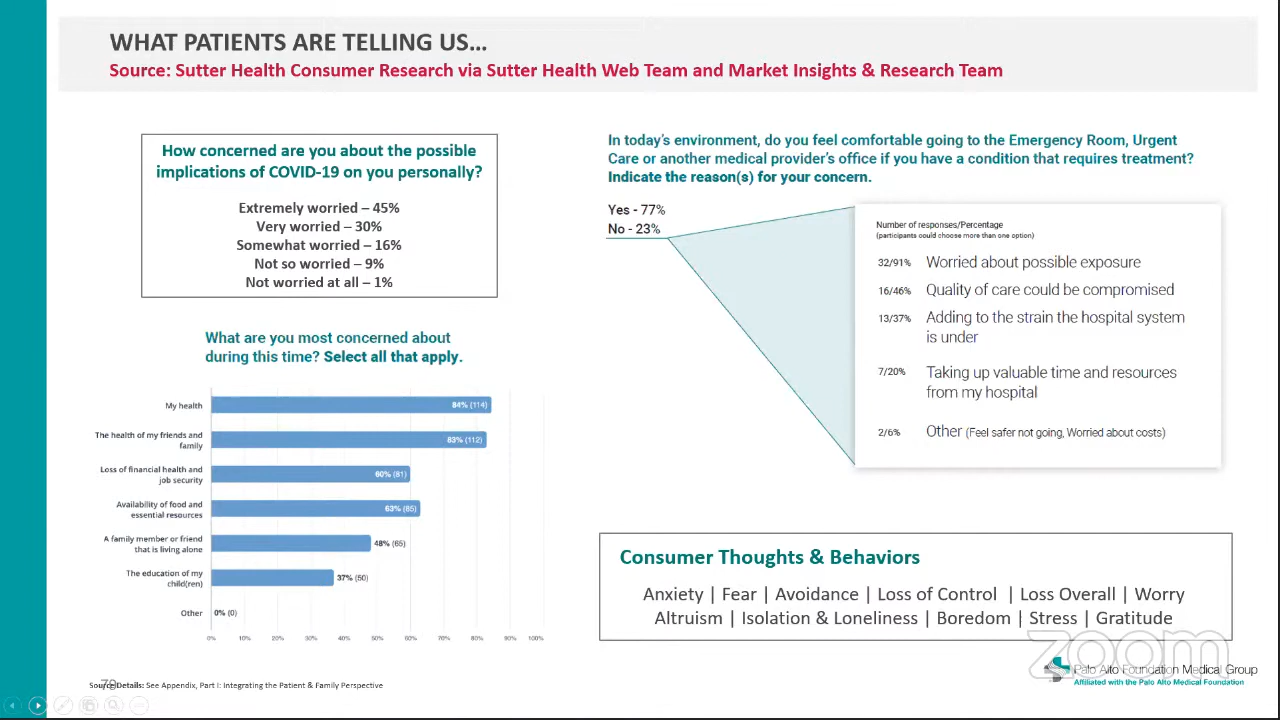 WHAT PATIENTS ARE TELLING US...
Source: Sutter Health Consumer Research via Sutter Health Web Team and Market Insights & Research Team
How concerned are you about the possible
implications of COVID-19 on you personally?
Extremely worried – 45%
Very worried – 30%
Somewhat worried – 16%
Not so worried – 9%
Not worried at all – 1%
What are you most concerned about
during this time? Select all that apply.
My health
84% (114)
The health of my friends and
family
83% (112)
Loss of financial health and
job security
60% (81)
Availability of food and
essential resources
63% (85)
A family member or friend
that is living alone
48% (65)
The education of my
child(ren)
37% (50)
Other
0% (0)
0% 10% 20% 30% 40% 50% 60% 70% 80% 90% 100%
In today's environment, do you feel comfortable going to the Emergency Room, Urgent
Care or another medical provider's office if you have a condition that requires treatment?
Indicate the reason(s) for your concern.
Yes - 77%
No - 23%
Number of responses/Percentage
(participants could choose more than one option)
32/91% Worried about possible exposure
16/46% Quality of care could be compromised
13/37% Adding to the strain the hospital system
is under
7/20% Taking up valuable time and resources
from my hospital
2/6% Other (Feel safer not going, Worried about costs)
Consumer Thoughts & Behaviors
Anxiety | Fear | Avoidance | Loss of Control | Loss Overall | Worry
Altruism | Isolation & Loneliness | Boredom | Stress | Gratitude
zoom
Palo Alto Foundation Medical Group
Affiliated with the Palo Alto Medical Foundation
Source Details: See Appendix, Part I: Integrating the Patient & Family Perspective